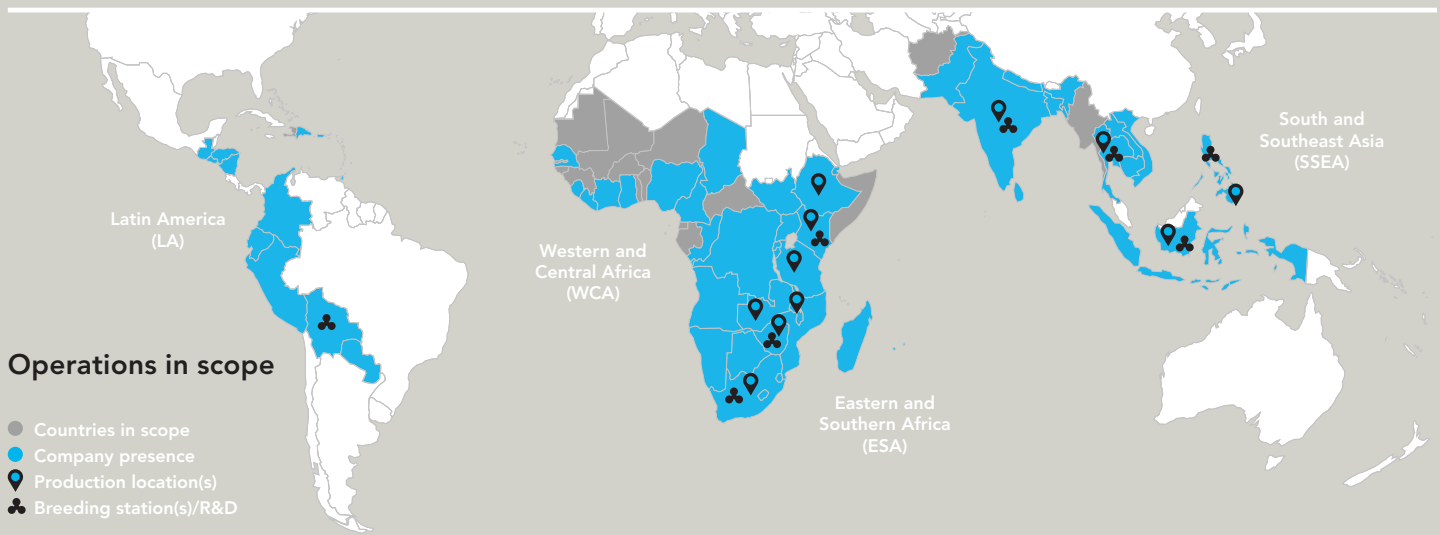 South and
Southeast Asia
(SSEA)
Latin America
(LA)
Western and
Central Africa
(WCA)
Operations in scope
Eastern and
Southern Africa
(ESA)
Countries in scope
Company presence
Production location(s)
Breeding station(s)/R&D